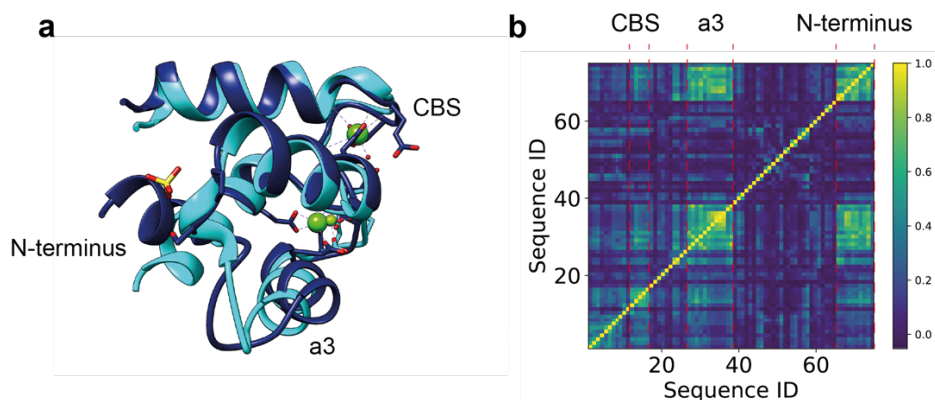 a
CBS
N-terminus
a3
b
CBS a3 N-terminus
1.0
0.8
0.6
0.4
0.2
0.0
60
40
20
Sequence ID
20 40 60
Sequence ID